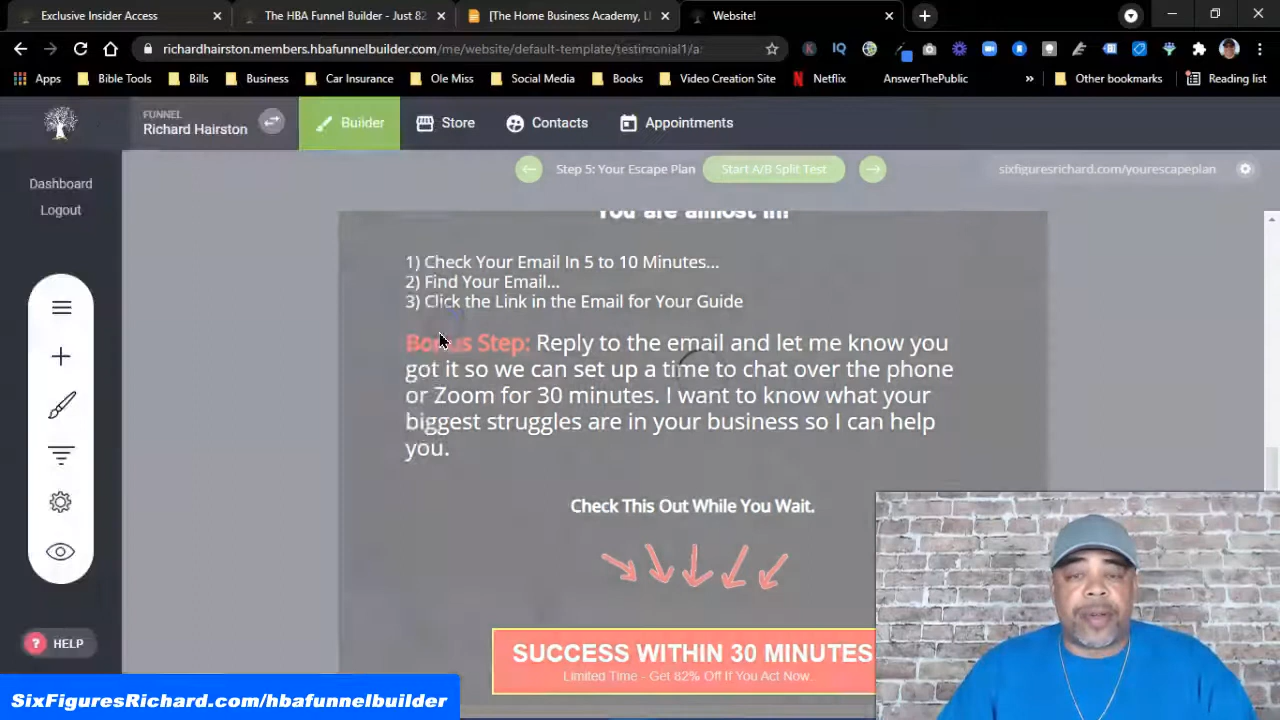 Exclusive Insider Access
The HBA Funnel Builder - Just 82
[The Home Business Academy, L
Website!
richardhairston.members.hbafunnelbuilder.com/me/website/default-template/testimonial1/a
Apps
Bible Tools
Bills
Business
Car Insurance
Ole Miss
Social Media
Books
Video Creation Site
Netflix
AnswerThePublic
»
Other bookmarks
Reading list
FUNNEL
Richard Hairston
Builder
Store
Contacts
Appointments
Dashboard
Logout
Step 5: Your Escape Plan
Start A/B Split Test
sixfiguresrichard.com/yourescapeplan
You are almost in!
1) Check Your Email In 5 to 10 Minutes...
2) Find Your Email...
3) Click the Link in the Email for Your Guide
Bonus Step: Reply to the email and let me know you
got it so we can set up a time to chat over the phone
or Zoom for 30 minutes. I want to know what your
biggest struggles are in your business so I can help
you.
Check This Out While You Wait.
SUCCESS WITHIN 30 MINUTES
Limited Time - Get 82% Off If You Act Now.
? HELP
SixFiguresRichard.com/hbafunnelbuilder